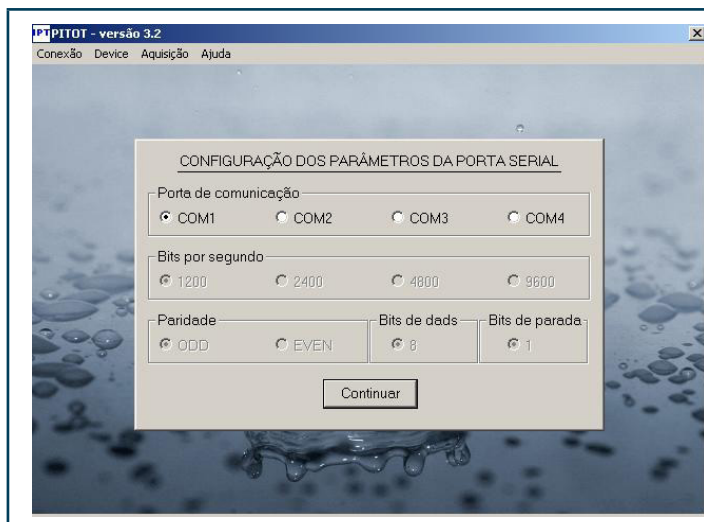 IPT PITOT - versão 3.2
Conexão Device Aquisição Ajuda
CONFIGURAÇÃO DOS PARÂMETROS DA PORTA SERIAL
Porta de comunicação
COM1 COM2 COM3 COM4
Bits por segundo
1200 2400 4800 9600
Paridade Bits de dads Bits de parada
ODD EVEN 8 1
Continuar